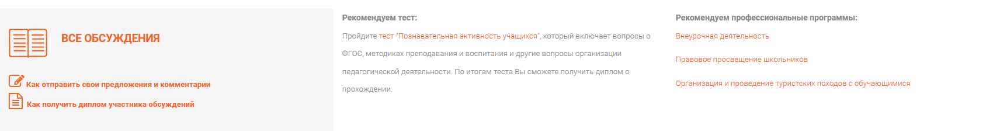 ВСЕ ОБСУЖДЕНИЯ
Как отправить свои предложения и комментарии
Как получить диплом участника обсуждений
Рекомендуем тест:
Пройдите тест "Познавательная активность учащихся", который включает вопросы о
ФГОС, методиках преподавания и воспитания и другие вопросы организации
педагогической деятельности. По итогам теста Вы сможете получить диплом о
прохождении.
Рекомендуем профессиональные программы:
Внеурочная деятельность
Правовое просвещение школьников
Организация и проведение туристских походов с обучающимися